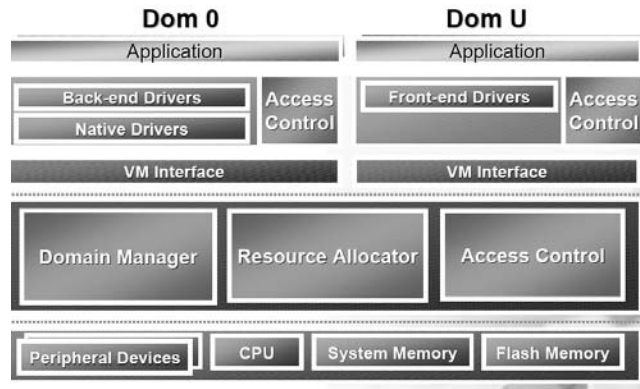 Dom 0
Dom U
Application
Application
Back-end Drivers
Native Drivers
Access
Control
Front-end Drivers
Access
Control
VM Interface
VM Interface
Domain Manager
Resource Allocator
Access Control
Peripheral Devices
CPU
System Memory
Flash Memory